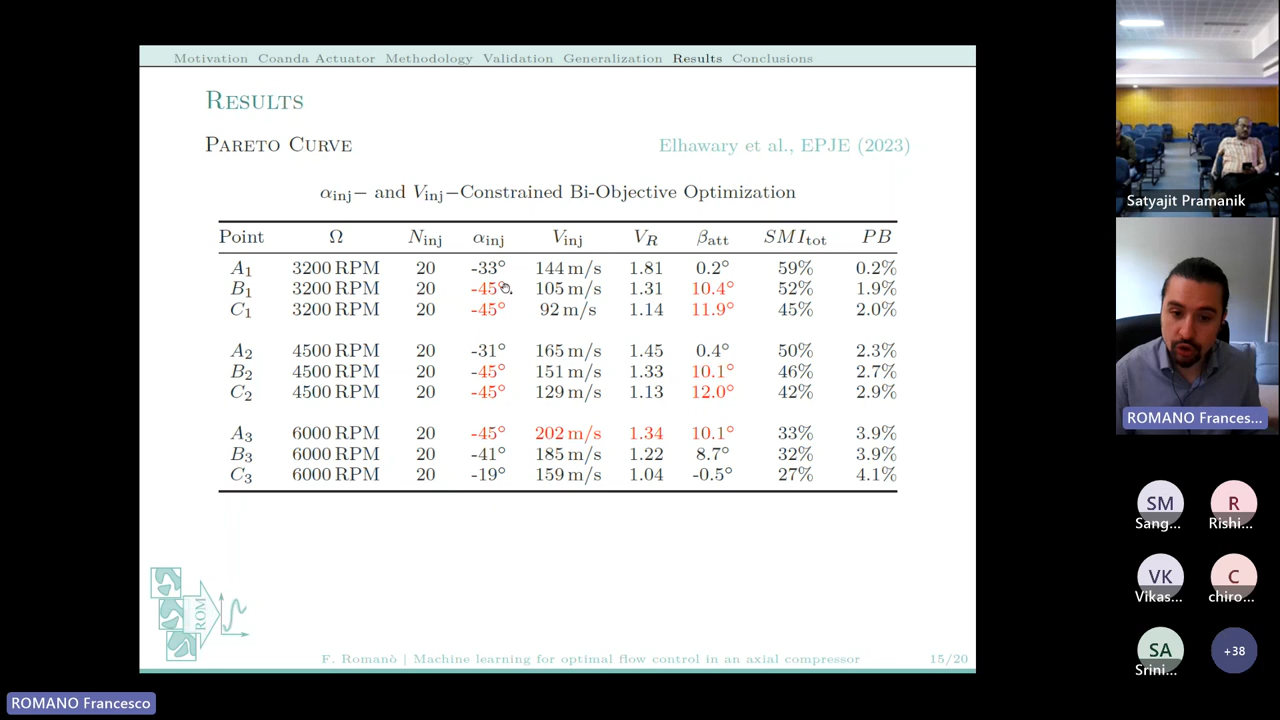 Motivation Coanda Actuator Methodology Validation Generalization Results Conclusions
RESULTS
PARETO CURVE
Elhawary et al., EPJE (2023)
αinj− and Vinj−Constrained Bi-Objective Optimization
Point Ω Ninj αinj Vinj VR βatt SMItot PB
A1 3200 RPM 20 -33° 144 m/s 1.81 0.2° 59% 0.2%
B1 3200 RPM 20 -45° 105 m/s 1.31 10.4° 52% 1.9%
C1 3200 RPM 20 -45° 92 m/s 1.14 11.9° 45% 2.0%
A2 4500 RPM 20 -31° 165 m/s 1.45 0.4° 50% 2.3%
B2 4500 RPM 20 -45° 151 m/s 1.33 10.1° 46% 2.7%
C2 4500 RPM 20 -45° 129 m/s 1.13 12.0° 42% 2.9%
A3 6000 RPM 20 -45° 202 m/s 1.34 10.1° 33% 3.9%
B3 6000 RPM 20 -41° 185 m/s 1.22 8.7° 32% 3.9%
C3 6000 RPM 20 -19° 159 m/s 1.04 -0.5° 27% 4.1%
ROM
F. Romanò | Machine learning for optimal flow control in an axial compressor 15/20
ROMANO Francesco
Satyajit Pramanik
ROMANO Frances...
SM R
Sang... Rishi...
VK C
Vikas... chiro...
SA +38
Srini...